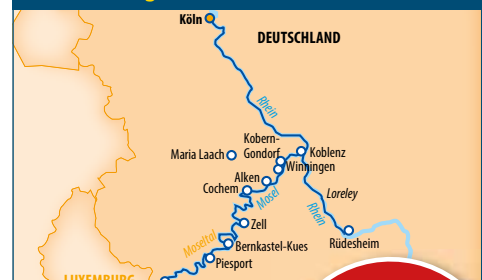 Köln
DEUTSCHLAND
Rhein
Kobern-
Gondorf
Koblenz
Maria Laach
Winningen
Alken
Cochem
Mosel
Loreley
Rhein
Zell
Moseltal
Rüdesheim
Bernkastel-Kues
Piesport
LUXEMBURG